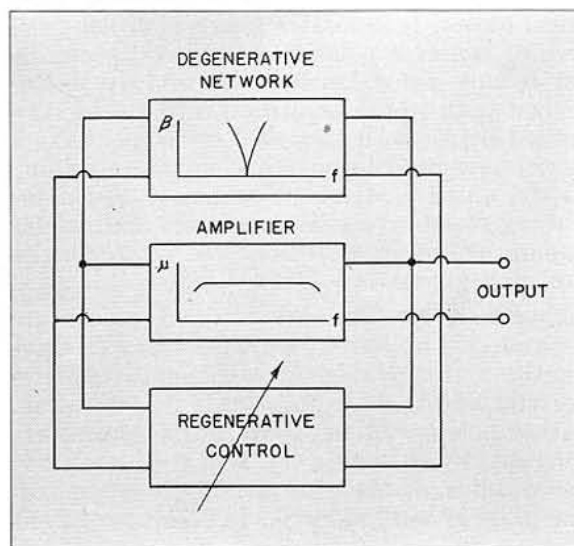 DEGENERATIVE
NETWORK
β
f
AMPLIFIER
μ
f
OUTPUT
REGENERATIVE
CONTROL